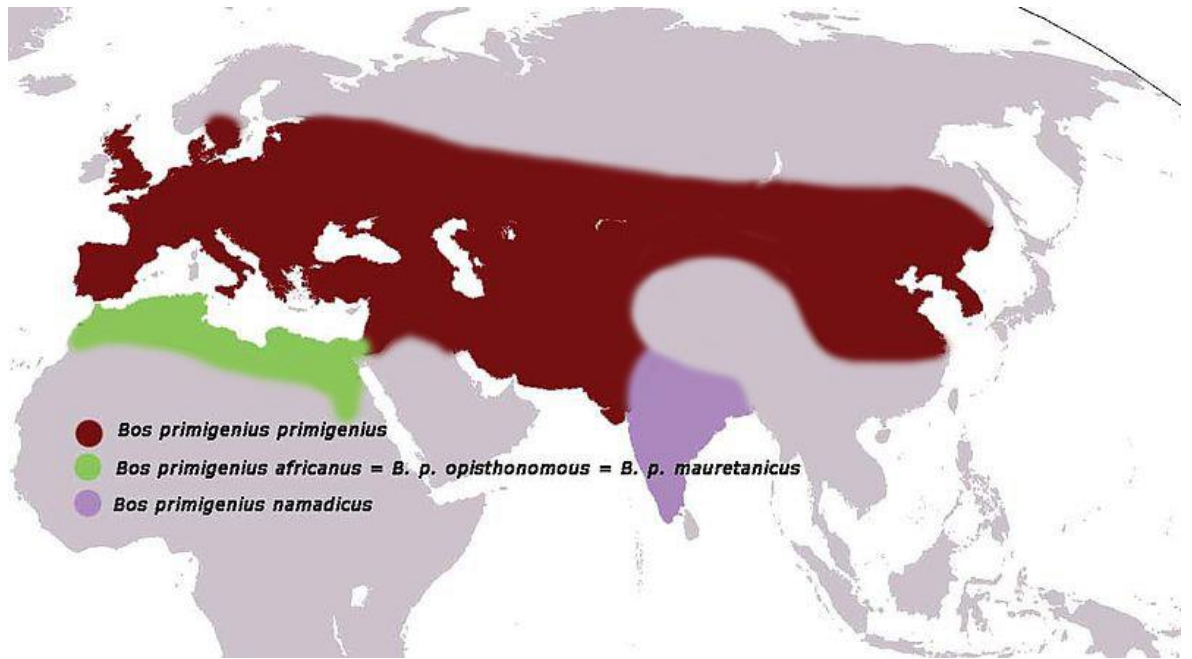 Bos primigenius primigenius
Bos primigenius africanus = B. p. opisthonomous = B. p. mauretanicus
Bos primigenius namadicus